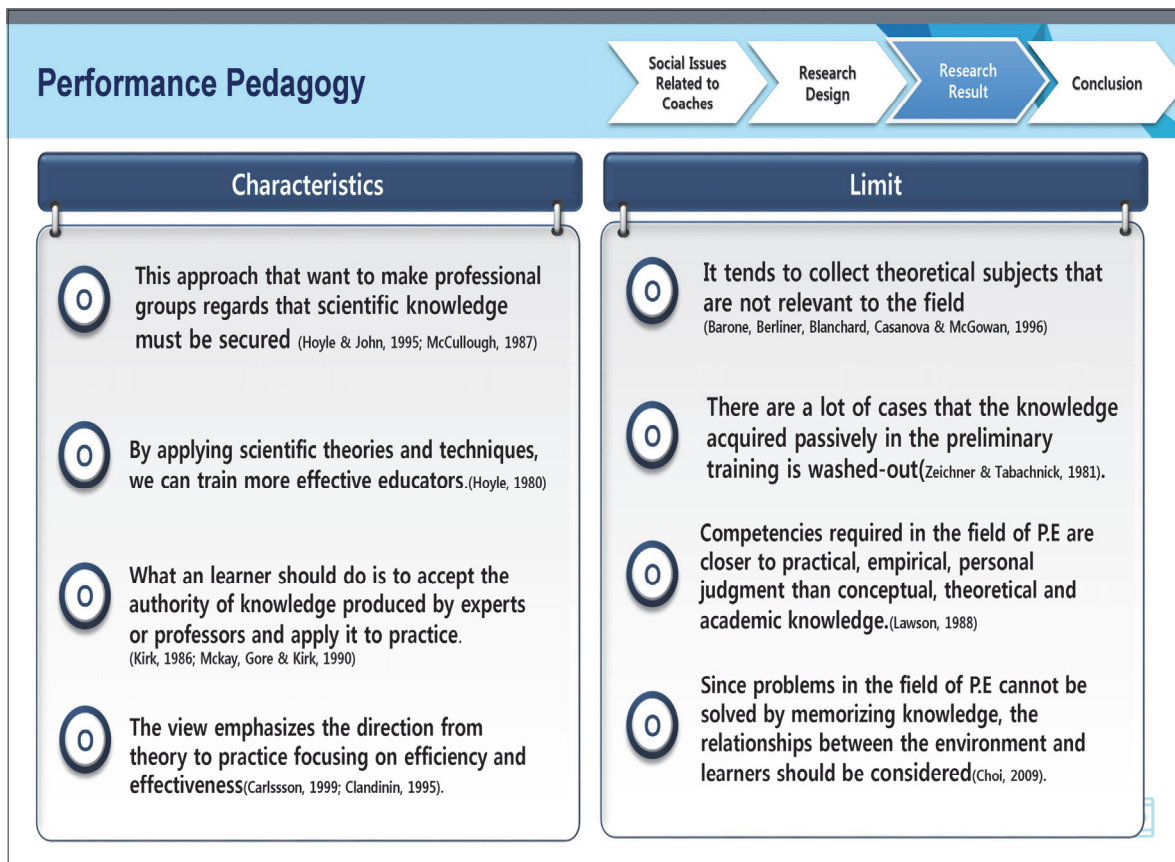 Performance Pedagogy
Social Issues
Related to
Coaches
Research
Design
Research
Result
Conclusion
Characteristics
This approach that want to make professional
groups regards that scientific knowledge
must be secured (Hoyle & John, 1995; McCullough, 1987)
By applying scientific theories and techniques,
we can train more effective educators.(Hoyle, 1980)
What an learner should do is to accept the
authority of knowledge produced by experts
or professors and apply it to practice.
(Kirk, 1986; Mckay, Gore & Kirk, 1990)
The view emphasizes the direction from
theory to practice focusing on efficiency and
effectiveness(Carlssson, 1999; Clandinin, 1995).
Limit
It tends to collect theoretical subjects that
are not relevant to the field
(Barone, Berliner, Blanchard, Casanova & McGowan, 1996)
There are a lot of cases that the knowledge
acquired passively in the preliminary
training is washed-out(Zeichner & Tabachnick, 1981).
Competencies required in the field of P.E are
closer to practical, empirical, personal
judgment than conceptual, theoretical and
academic knowledge.(Lawson, 1988)
Since problems in the field of P.E cannot be
solved by memorizing knowledge, the
relationships between the environment and
learners should be considered(Choi, 2009).